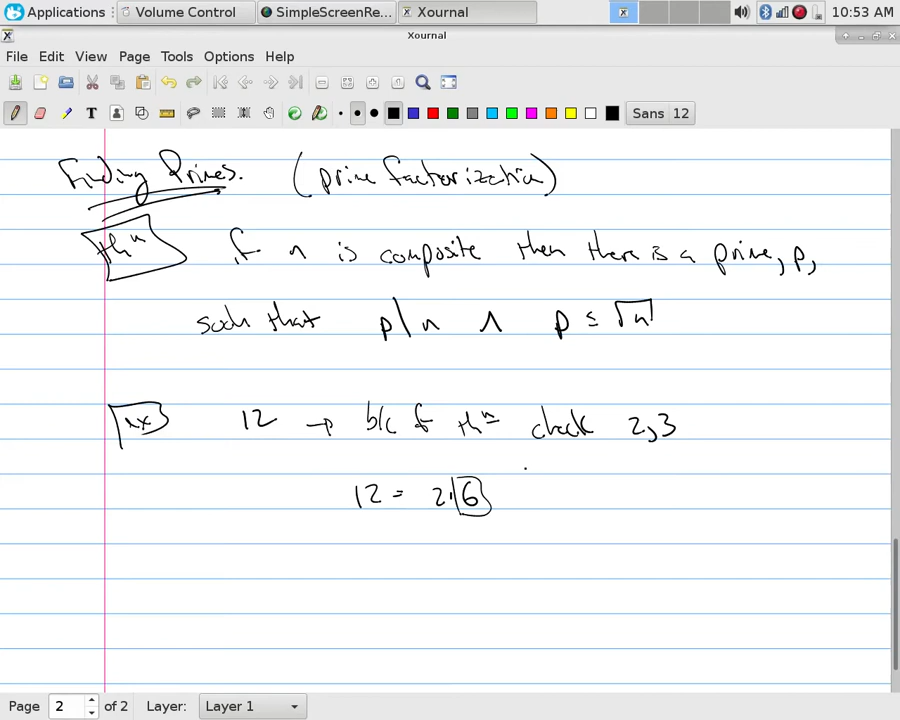 Applications Volume Control SimpleScreenRe... Xournal 10:53 AM
Xournal
File Edit View Page Tools Options Help
T Sans 12
Finding Primes. (prime factorization)
thⁿ if n is composite then there is a prime, p,
such that p|n ∧ p ≤ √n
ex 12 → b/c of thⁿ check 2,3
12 = 2·6
Page 2 of 2 Layer: Layer 1